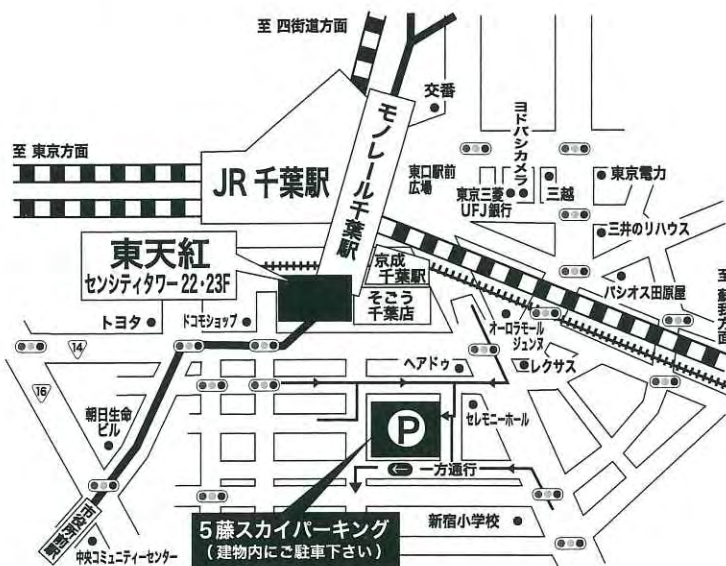 至 四街道方面
交番
モノレール千葉駅
ヨドバシカメラ
至 東京方面
JR 千葉駅
東口駅前
広場
東京三菱
UFJ銀行
三越
東京電力
三井のリハウス
東天紅
センシティタワー 22・23F
京成
千葉駅
そごう
千葉店
パシオス田原屋
至 蘇我方面
トヨタ
ドコモショップ
オーロラモール
ジュンヌ
14
ヘアドゥ
レクサス
16
朝日生命
ビル
P
セレモニーホール
一方通行
市役所前駅
5藤スカイパーキング
(建物内にご駐車下さい)
新宿小学校
中央コミュニティーセンター